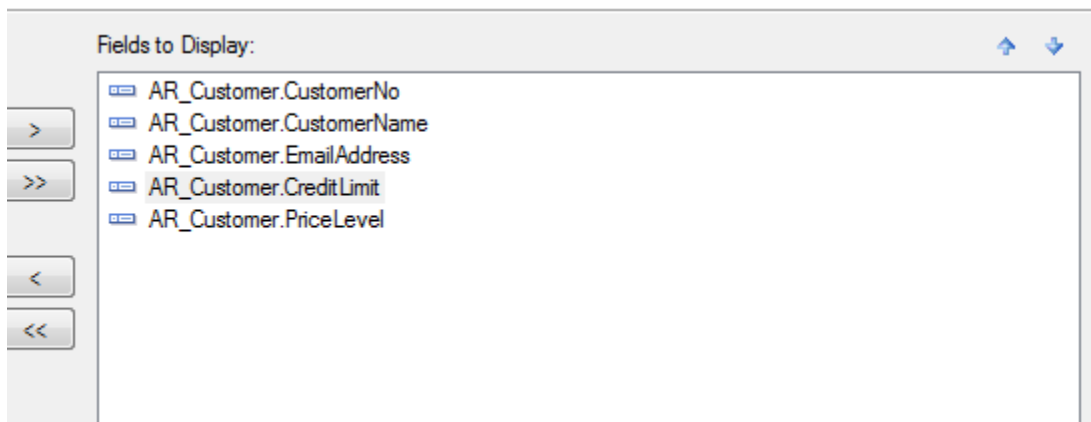 Fields to Display:
AR_Customer.CustomerNo
AR_Customer.CustomerName
>
AR_Customer.EmailAddress
>>
AR_Customer.CreditLimit
AR_Customer.PriceLevel
<
<<